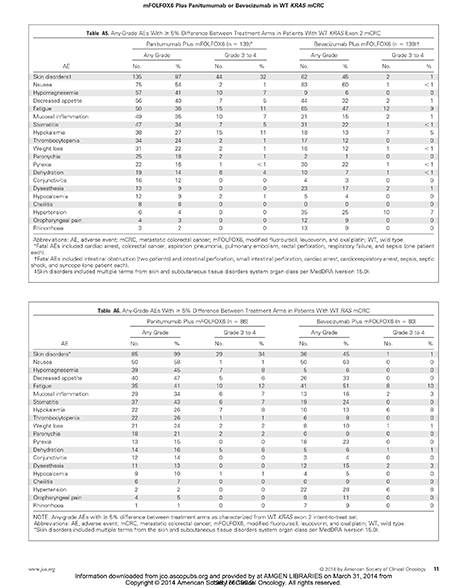 mFOLFOX6 Plus Panitumumab or Bevacizumab in WT KRAS mCRC
Table A5. Any-Grade AEs With ≥ 5% Difference Between Treatment Arms in Patients With WT KRAS Exon 2 mCRC
Panitumumab Plus mFOLFOX6 (n = 139)* Bevacizumab Plus mFOLFOX6 (n = 139)†
Any Grade Grade 3 to 4 Any Grade Grade 3 to 4
AE No. % No. % No. % No. %
Skin disorders‡ 135 97 44 32 62 45 2 1
Nausea 75 54 2 1 83 60 1 < 1
Hypomagnesemia 57 41 10 7 9 6 0 0
Decreased appetite 56 40 7 5 44 32 2 1
Fatigue 50 36 15 11 65 47 12 9
Mucosal inflammation 49 35 10 7 21 15 2 1
Stomatitis 47 34 7 5 31 22 1 < 1
Hypokalemia 38 27 15 11 18 13 7 5
Thrombocytopenia 34 24 2 1 17 12 0 0
Weight loss 31 22 2 1 16 12 1 < 1
Paronychia 25 18 2 1 2 1 0 0
Pyrexia 22 16 1 < 1 30 22 1 < 1
Dehydration 19 14 6 4 10 7 1 < 1
Conjunctivitis 16 12 0 0 4 3 0 0
Dysesthesia 13 9 0 0 23 17 2 1
Hypocalcemia 12 9 2 1 5 4 0 0
Cheilitis 8 6 0 0 0 0 0 0
Hypertension 6 4 0 0 35 25 10 7
Oropharyngeal pain 4 3 0 0 12 9 0 0
Rhinorrhoea 3 2 0 0 13 9 0 0
Abbreviations: AE, adverse event; mCRC, metastatic colorectal cancer; mFOLFOX6, modified fluorouracil, leucovorin, and oxaliplatin; WT, wild type.
*Fatal AEs included cardiac arrest, colorectal cancer, aspiration pneumonia, pulmonary embolism, rectal perforation, respiratory failure, and sepsis (one patient
each).
†Fatal AEs included intestinal obstruction (two patients) and intestinal perforation, small intestinal perforation, cardiac arrest, cardiorespiratory arrest, sepsis, septic
shock, and syncope (one patient each).
‡Skin disorders included multiple terms from skin and subcutaneous tissue disorders system organ class per MedDRA (version 15.0).
Table A6. Any-Grade AEs With ≥ 5% Difference Between Treatment Arms in Patients With WT RAS mCRC
Panitumumab Plus mFOLFOX6 (n = 86) Bevacizumab Plus mFOLFOX6 (n = 80)
Any Grade Grade 3 to 4 Any Grade Grade 3 to 4
AE No. % No. % No. % No. %
Skin disorders* 85 99 29 34 36 45 1 1
Nausea 50 58 1 1 50 63 0 0
Hypomagnesemia 39 45 7 8 5 6 0 0
Decreased appetite 40 47 5 6 26 33 0 0
Fatigue 35 41 10 12 41 51 8 10
Mucosal inflammation 29 34 6 7 13 16 2 3
Stomatitis 37 43 6 7 19 24 0 0
Hypokalemia 22 26 7 8 10 13 6 8
Thrombocytopenia 22 26 1 1 6 8 0 0
Weight loss 21 24 2 2 8 10 1 1
Paronychia 18 21 2 2 0 0 0 0
Pyrexia 13 15 0 0 18 23 0 0
Dehydration 14 16 5 6 5 6 1 1
Conjunctivitis 12 14 0 0 3 4 0 0
Dysesthesia 11 13 0 0 12 15 2 3
Hypocalcemia 9 10 1 1 4 5 0 0
Cheilitis 6 7 0 0 0 0 0 0
Hypertension 2 2 0 0 22 28 6 8
Oropharyngeal pain 4 5 0 0 9 11 0 0
Rhinorrhoea 1 1 0 0 7 9 0 0
NOTE. Any-grade AEs with ≥ 5% difference between treatment arms as characterized from WT KRAS exon 2 intent-to-treat set.
Abbreviations: AE, adverse event; mCRC, metastatic colorectal cancer; mFOLFOX6, modified fluorouracil, leucovorin, and oxaliplatin; WT, wild type.
*Skin disorders included multiple terms from the skin and subcutaneous tissue disorders system organ class per MedDRA (version 15.0).
www.jco.org © 2014 by American Society of Clinical Oncology 11
Information downloaded from jco.ascopubs.org and provided by at AMGEN LIBRARIES on March 31, 2014 from
Copyright © 2014 American Society of Clinical Oncology. All rights reserved.